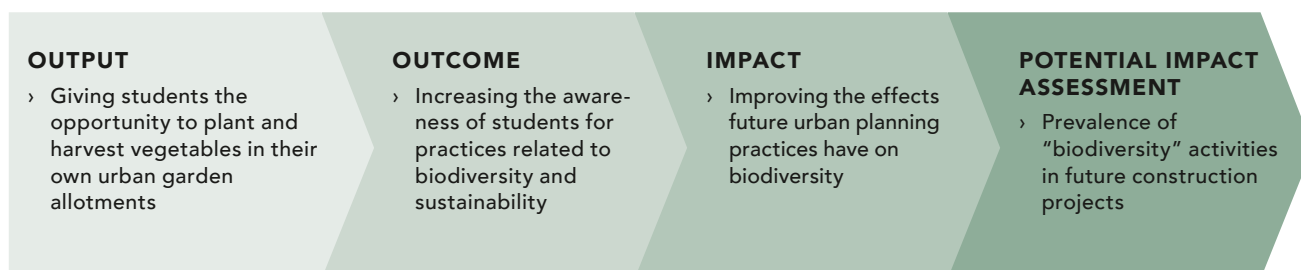 OUTPUT
› Giving students the
opportunity to plant and
harvest vegetables in their
own urban garden
allotments
OUTCOME
› Increasing the aware-
ness of students for
practices related to
biodiversity and
sustainability
IMPACT
› Improving the effects
future urban planning
practices have on
biodiversity
POTENTIAL IMPACT
ASSESSMENT
› Prevalence of
“biodiversity” activities
in future construction
projects